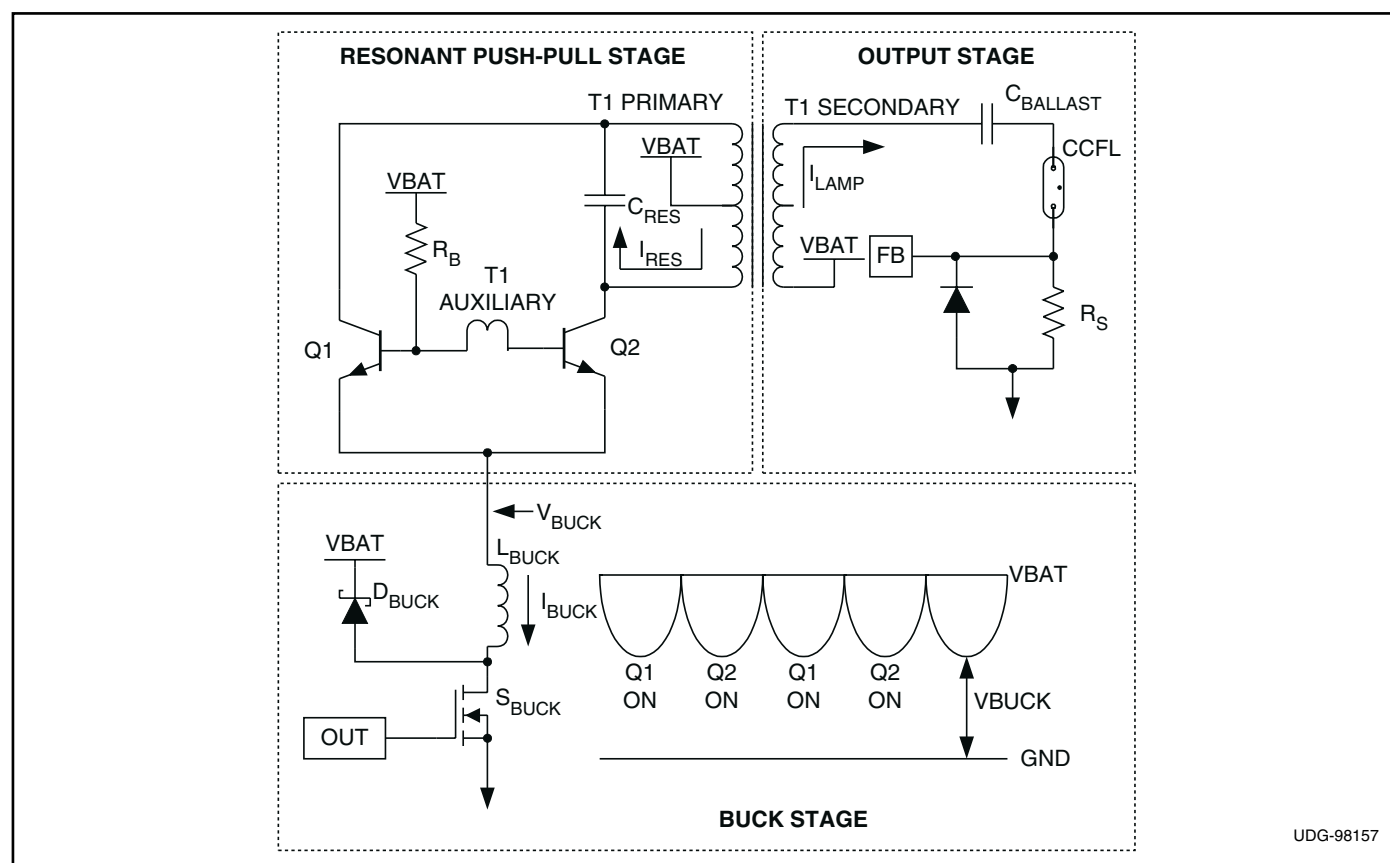 RESONANT PUSH-PULL STAGE
T1 PRIMARY
VBAT
VBAT
RB
CRES
IRES
T1
AUXILIARY
Q1
Q2
OUTPUT STAGE
T1 SECONDARY
CBALLAST
CCFL
ILAMP
VBAT
FB
RS
VBUCK
VBAT
LBUCK
DBUCK
IBUCK
SBUCK
OUT
VBAT
Q1 Q2 Q1 Q2
ON ON ON ON
VBUCK
GND
BUCK STAGE
UDG-98157